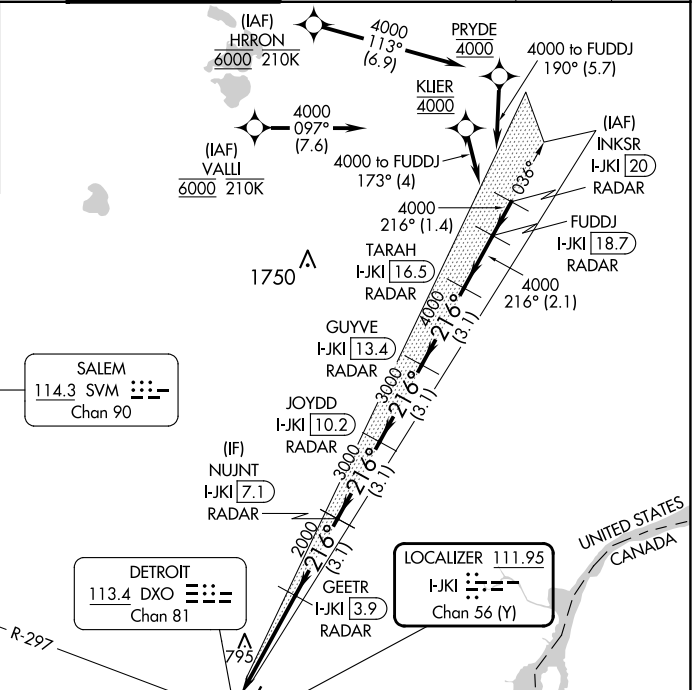 (IAF)
HRRON
6000 210K
4000
113°
(6.9)
PRYDE
4000
4000 to FUDDJ
190° (5.7)
KLIER
4000
4000
097°
(7.6)
(IAF)
VALLI
6000 210K
4000 to FUDDJ
173° (4)
(IAF)
INKSR
I-JKI 20
RADAR
036°
4000
216° (1.4)
FUDDJ
I-JKI 18.7
RADAR
TARAH
I-JKI 16.5
RADAR
4000
216° (2.1)
1750
4000
216°
(3.1)
GUYVE
I-JKI 13.4
RADAR
3000
216°
(3.1)
SALEM
114.3 SVM
Chan 90
JOYDD
I-JKI 10.2
RADAR
3000
216°
(3.1)
(IF)
NUJNT
I-JKI 7.1
RADAR
2000
216°
(3.1)
UNITED STATES
CANADA
LOCALIZER 111.95
I-JKI
Chan 56 (Y)
DETROIT
113.4 DXO
Chan 81
GEETR
I-JKI 3.9
RADAR
R-297
795